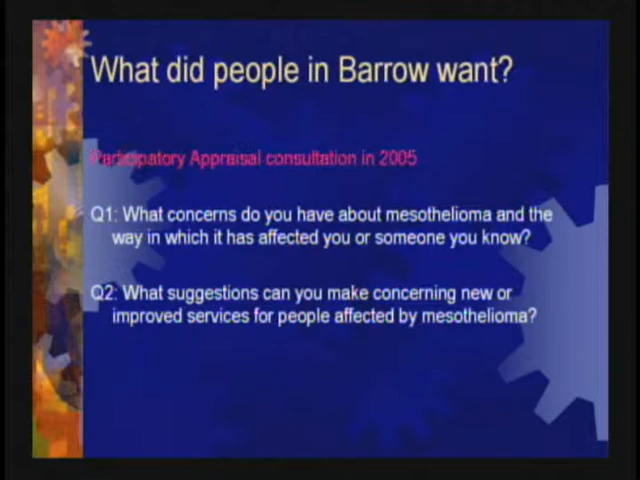 What did people in Barrow want?
Participatory Appraisal consultation in 2005
Q1: What concerns do you have about mesothelioma and the
way in which it has affected you or someone you know?
Q2: What suggestions can you make concerning new or
improved services for people affected by mesothelioma?